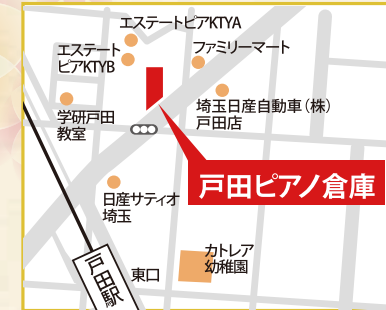 エステートピアKTYA
エステート
ピアKTYB
ファミリーマート
学研戸田
教室
埼玉日産自動車(株)
戸田店
戸田ピアノ倉庫
日産サティオ
埼玉
カトレア
幼稚園
東口
戸田駅